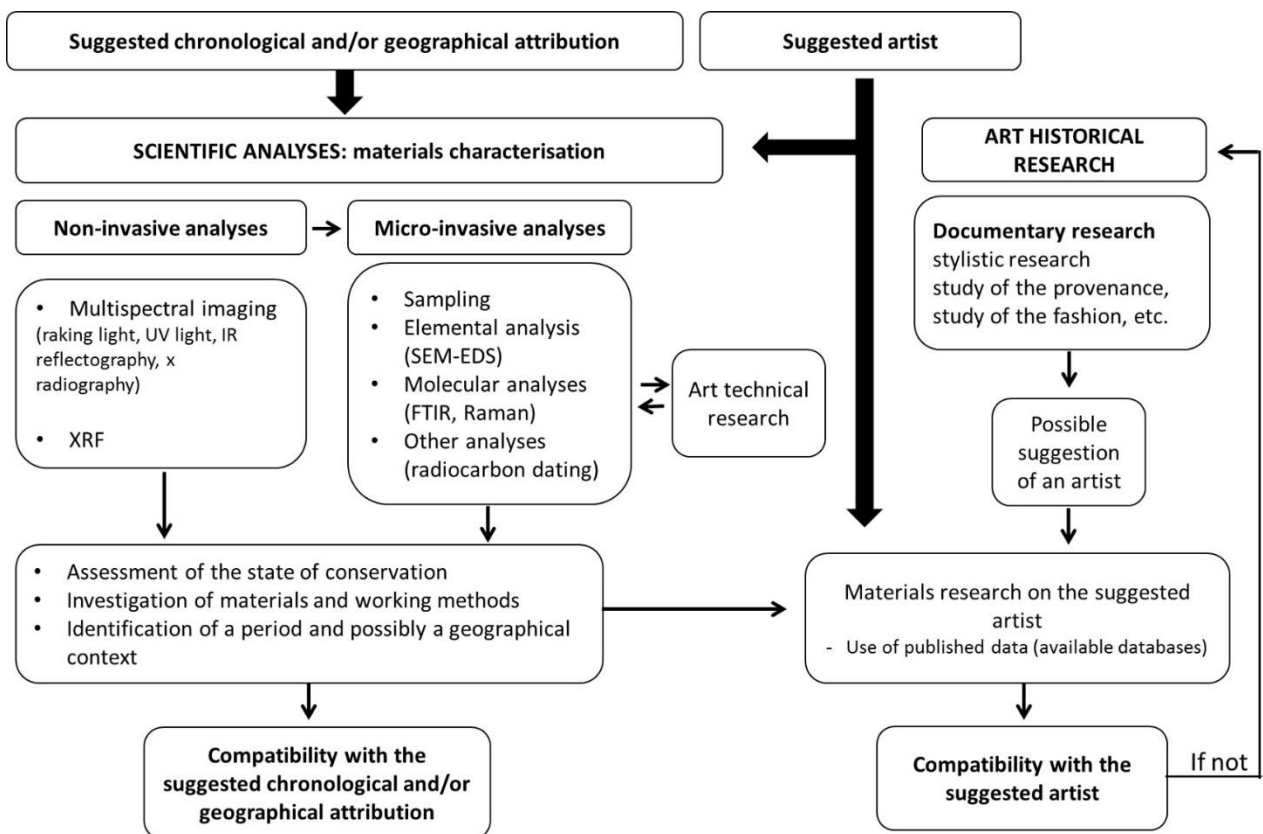 Suggested chronological and/or geographical attribution
Suggested artist
SCIENTIFIC ANALYSES: materials characterisation
Non-invasive analyses
Micro-invasive analyses
• Multispectral imaging
(raking light, UV light, IR
reflectography, x
radiography)
• XRF
• Sampling
• Elemental analysis
(SEM-EDS)
• Molecular analyses
(FTIR, Raman)
• Other analyses
(radiocarbon dating)
Art technical
research
• Assessment of the state of conservation
• Investigation of materials and working methods
• Identification of a period and possibly a geographical
context
Compatibility with the
suggested chronological and/or
geographical attribution
ART HISTORICAL
RESEARCH
Documentary research
stylistic research
study of the provenance,
study of the fashion, etc.
Possible
suggestion
of an artist
Materials research on the suggested
artist
- Use of published data (available databases)
Compatibility with the
suggested artist
If not